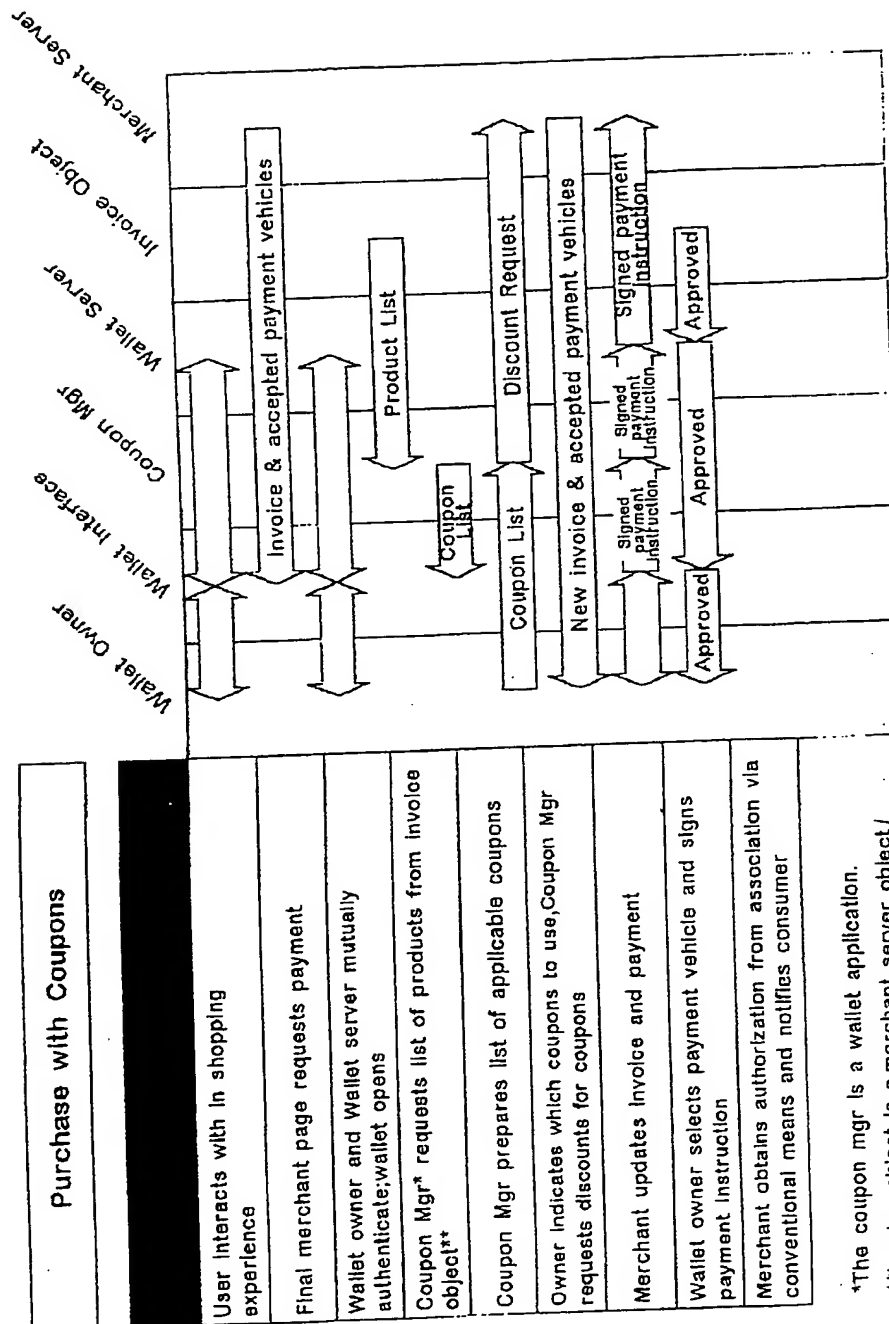 Purchase with Coupons
Wallet Owner
Wallet Interface
Coupon Mgr
Wallet Server
Invoice Object
Merchant Server
User Interacts with in shopping
experience
Final merchant page requests payment
Invoice & accepted payment vehicles
Wallet owner and Wallet server mutually
authenticate;wallet opens
Coupon Mgr* requests list of products from invoice
object**
Product List
Coupon Mgr prepares list of applicable coupons
Coupon
List
Owner indicates which coupons to use,Coupon Mgr
requests discounts for coupons
Coupon List
Discount Request
Merchant updates invoice and payment
New invoice & accepted payment vehicles
Wallet owner selects payment vehicle and signs
payment instruction
Signed
payment
instruction
Signed
payment
instruction
Signed payment
instruction
Merchant obtains authorization from association via
conventional means and notifies consumer
Approved
Approved
Approved
*The coupon mgr is a wallet application.
object is a merchant server object/